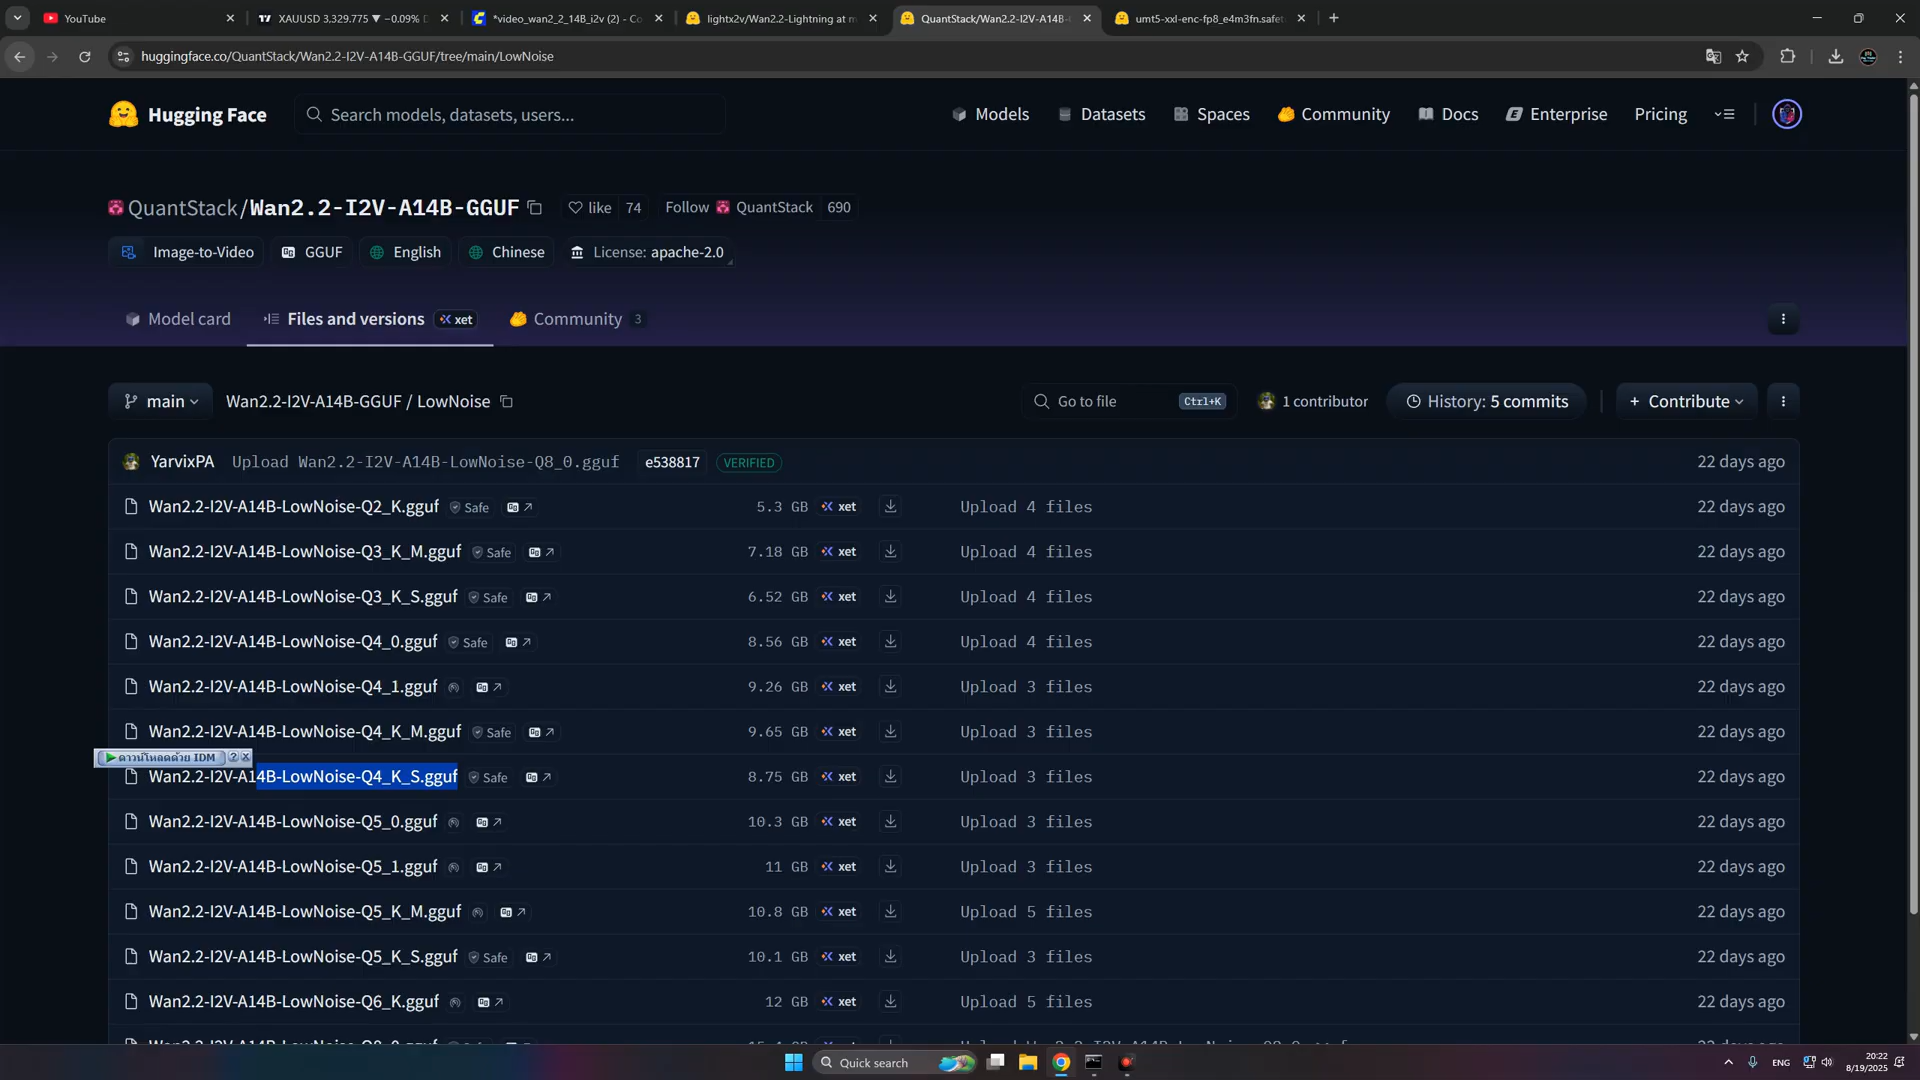 YouTube
XAUUSD 3,329.775 ▼ −0.09%
*video_wan2_2_14B_i2v (2) - Co
lightx2v/Wan2.2-Lightning at m
QuantStack/Wan2.2-I2V-A14B-G
umt5-xxl-enc-fp8_e4m3fn.safet
huggingface.co/QuantStack/Wan2.2-I2V-A14B-GGUF/tree/main/LowNoise
Hugging Face
Search models, datasets, users...
Models
Datasets
Spaces
Community
Docs
Enterprise
Pricing
QuantStack/Wan2.2-I2V-A14B-GGUF
like 74
Follow QuantStack 690
Image-to-Video GGUF English Chinese License: apache-2.0
Model card
Files and versions xet
Community 3
main
Wan2.2-I2V-A14B-GGUF / LowNoise
Go to file Ctrl+K
1 contributor
History: 5 commits
+ Contribute
YarvixPA Upload Wan2.2-I2V-A14B-LowNoise-Q8_0.gguf e538817 VERIFIED 22 days ago
Wan2.2-I2V-A14B-LowNoise-Q2_K.gguf Safe 5.3 GB xet Upload 4 files 22 days ago
Wan2.2-I2V-A14B-LowNoise-Q3_K_M.gguf Safe 7.18 GB xet Upload 4 files 22 days ago
Wan2.2-I2V-A14B-LowNoise-Q3_K_S.gguf Safe 6.52 GB xet Upload 4 files 22 days ago
Wan2.2-I2V-A14B-LowNoise-Q4_0.gguf Safe 8.56 GB xet Upload 4 files 22 days ago
Wan2.2-I2V-A14B-LowNoise-Q4_1.gguf 9.26 GB xet Upload 3 files 22 days ago
Wan2.2-I2V-A14B-LowNoise-Q4_K_M.gguf Safe 9.65 GB xet Upload 3 files 22 days ago
ดาวน์โหลดด้วย IDM ?
Wan2.2-I2V-A14B-LowNoise-Q4_K_S.gguf Safe 8.75 GB xet Upload 3 files 22 days ago
Wan2.2-I2V-A14B-LowNoise-Q5_0.gguf 10.3 GB xet Upload 3 files 22 days ago
Wan2.2-I2V-A14B-LowNoise-Q5_1.gguf 11 GB xet Upload 3 files 22 days ago
Wan2.2-I2V-A14B-LowNoise-Q5_K_M.gguf 10.8 GB xet Upload 5 files 22 days ago
Wan2.2-I2V-A14B-LowNoise-Q5_K_S.gguf Safe 10.1 GB xet Upload 3 files 22 days ago
Wan2.2-I2V-A14B-LowNoise-Q6_K.gguf 12 GB xet Upload 5 files 22 days ago
Quick search
ENG
20:22
8/19/2025